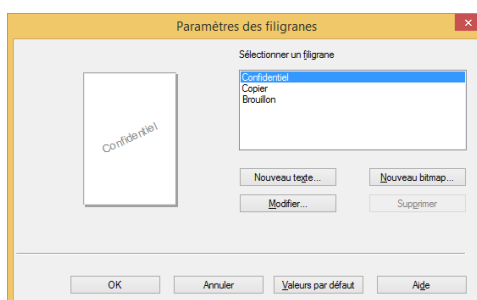 Paramètres des filigranes
Sélectionner un filigrane
Confidentiel
Copier
Brouillon
Confidentiel
Nouveau texte...
Nouveau bitmap...
Modifier...
Supprimer
OK
Annuler
Valeurs par défaut
Aide